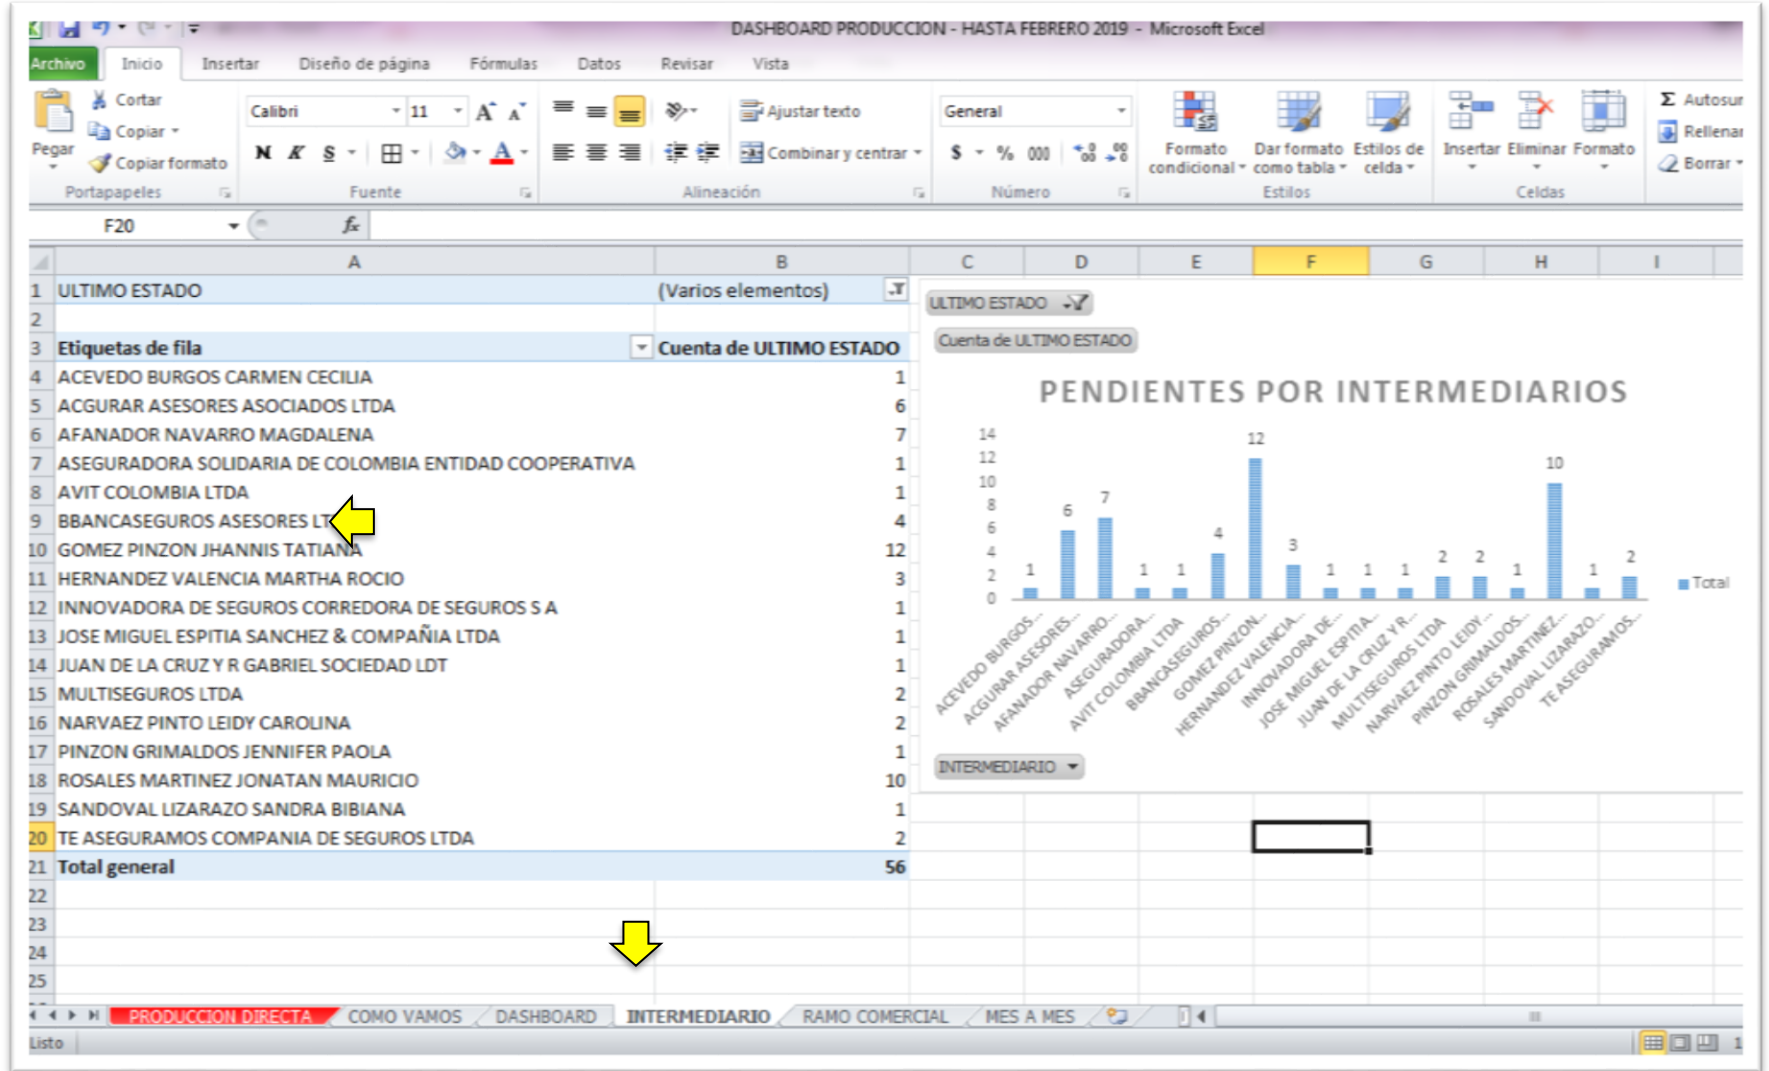 DASHBOARD PRODUCCION - HASTA FEBRERO 2019 - Microsoft Excel
Archivo Inicio Insertar Diseño de página Fórmulas Datos Revisar Vista
Cortar
Copiar
Copiar formato
Pegar
Portapapeles
Calibri 11
N K S
Fuente
Ajustar texto
Combinar y centrar
Alineación
General
$ % 000
Número
Formato condicional
Dar formato como tabla
Estilos de celda
Estilos
Insertar Eliminar Formato
Celdas
Σ Autosum
Rellenar
Borrar
F20 fx
A B C D E F G H I
1 ULTIMO ESTADO (Varios elementos)
2
3 Etiquetas de fila Cuenta de ULTIMO ESTADO
4 ACEVEDO BURGOS CARMEN CECILIA 1
5 ACGURAR ASESORES ASOCIADOS LTDA 6
6 AFANADOR NAVARRO MAGDALENA 7
7 ASEGURADORA SOLIDARIA DE COLOMBIA ENTIDAD COOPERATIVA 1
8 AVIT COLOMBIA LTDA 1
9 BBANCASEGUROS ASESORES LT 4
10 GOMEZ PINZON JHANNIS TATIANA 12
11 HERNANDEZ VALENCIA MARTHA ROCIO 3
12 INNOVADORA DE SEGUROS CORREDORA DE SEGUROS S A 1
13 JOSE MIGUEL ESPITIA SANCHEZ & COMPAÑIA LTDA 1
14 JUAN DE LA CRUZ Y R GABRIEL SOCIEDAD LDT 1
15 MULTISEGUROS LTDA 2
16 NARVAEZ PINTO LEIDY CAROLINA 2
17 PINZON GRIMALDOS JENNIFER PAOLA 1
18 ROSALES MARTINEZ JONATAN MAURICIO 10
19 SANDOVAL LIZARAZO SANDRA BIBIANA 1
20 TE ASEGURAMOS COMPANIA DE SEGUROS LTDA 2
21 Total general 56
22
23
24
25
ULTIMO ESTADO
Cuenta de ULTIMO ESTADO
PENDIENTES POR INTERMEDIARIOS
14
12
10
8
6
4
2
0
1 6 7 1 1 4 12 3 1 1 1 2 2 1 10 1 2
Total
ACEVEDO BURGOS...
ACGURAR ASESORES...
AFANADOR NAVARRO...
ASEGURADORA...
AVIT COLOMBIA LTDA
BBANCASEGUROS...
GOMEZ PINZON...
HERNANDEZ VALENCIA...
INNOVADORA DE...
JOSE MIGUEL ESPITIA...
JUAN DE LA CRUZ Y R...
MULTISEGUROS LTDA
NARVAEZ PINTO LEIDY...
PINZON GRIMALDOS...
ROSALES MARTINEZ...
SANDOVAL LIZARAZO...
TE ASEGURAMOS...
INTERMEDIARIO
PRODUCCION DIRECTA COMO VAMOS DASHBOARD INTERMEDIARIO RAMO COMERCIAL MES A MES
Listo 1